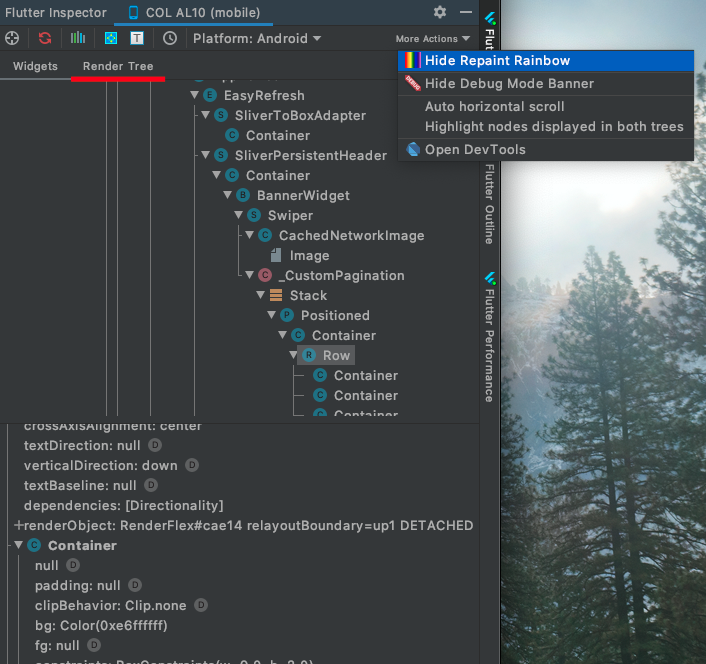 Flutter Inspector
COL AL10 (mobile)
Platform: Android
More Actions
Widgets
Render Tree
Hide Repaint Rainbow
Hide Debug Mode Banner
Auto horizontal scroll
Highlight nodes displayed in both trees
Open DevTools
EasyRefresh
SliverToBoxAdapter
Container
SliverPersistentHeader
Container
BannerWidget
Swiper
CachedNetworkImage
Image
_CustomPagination
Stack
Positioned
Container
Row
Container
Container
Container
crossAxisAlignment: center
textDirection: null D
verticalDirection: down D
textBaseline: null D
dependencies: [Directionality]
renderObject: RenderFlex#cae14 relayoutBoundary=up1 DETACHED
Container
null D
padding: null D
clipBehavior: Clip.none D
bg: Color(0xe6ffffff)
fg: null D
Flutter Outline
Flutter Performance